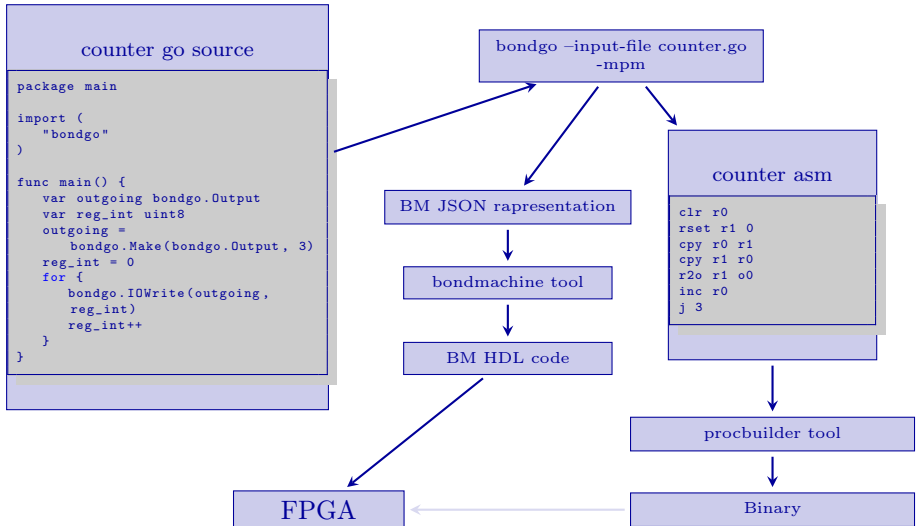 counter go source
package main
import (
"bondgo"
)
func main() {
var outgoing bondgo.Output
var reg_int uint8
outgoing =
bondgo.Make(bondgo.Output, 3)
reg_int = 0
for {
bondgo.IOWrite(outgoing,
reg_int)
reg_int++
}
}
bondgo –input-file counter.go
-mpm
BM JSON rapresentation
bondmachine tool
BM HDL code
counter asm
clr r0
rset r1 0
cpy r0 r1
cpy r1 r0
r2o r1 o0
inc r0
j 3
procbuilder tool
Binary
FPGA